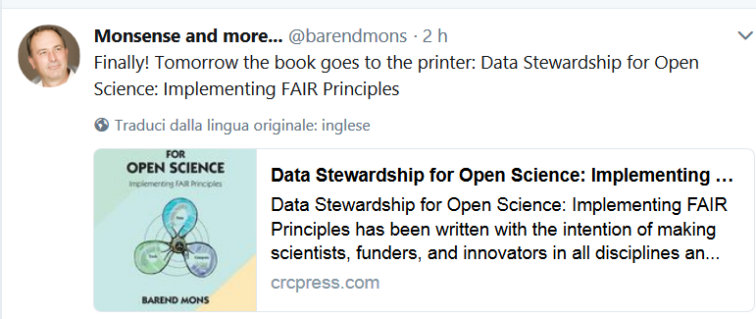 Monsense and more... @barendmons · 2 h
Finally! Tomorrow the book goes to the printer: Data Stewardship for Open
Science: Implementing FAIR Principles
Traduci dalla lingua originale: inglese
FOR
OPEN SCIENCE
Implementing FAIR Principles
BAREND MONS
Data Stewardship for Open Science: Implementing ...
Data Stewardship for Open Science: Implementing FAIR
Principles has been written with the intention of making
scientists, funders, and innovators in all disciplines an...
crcpress.com